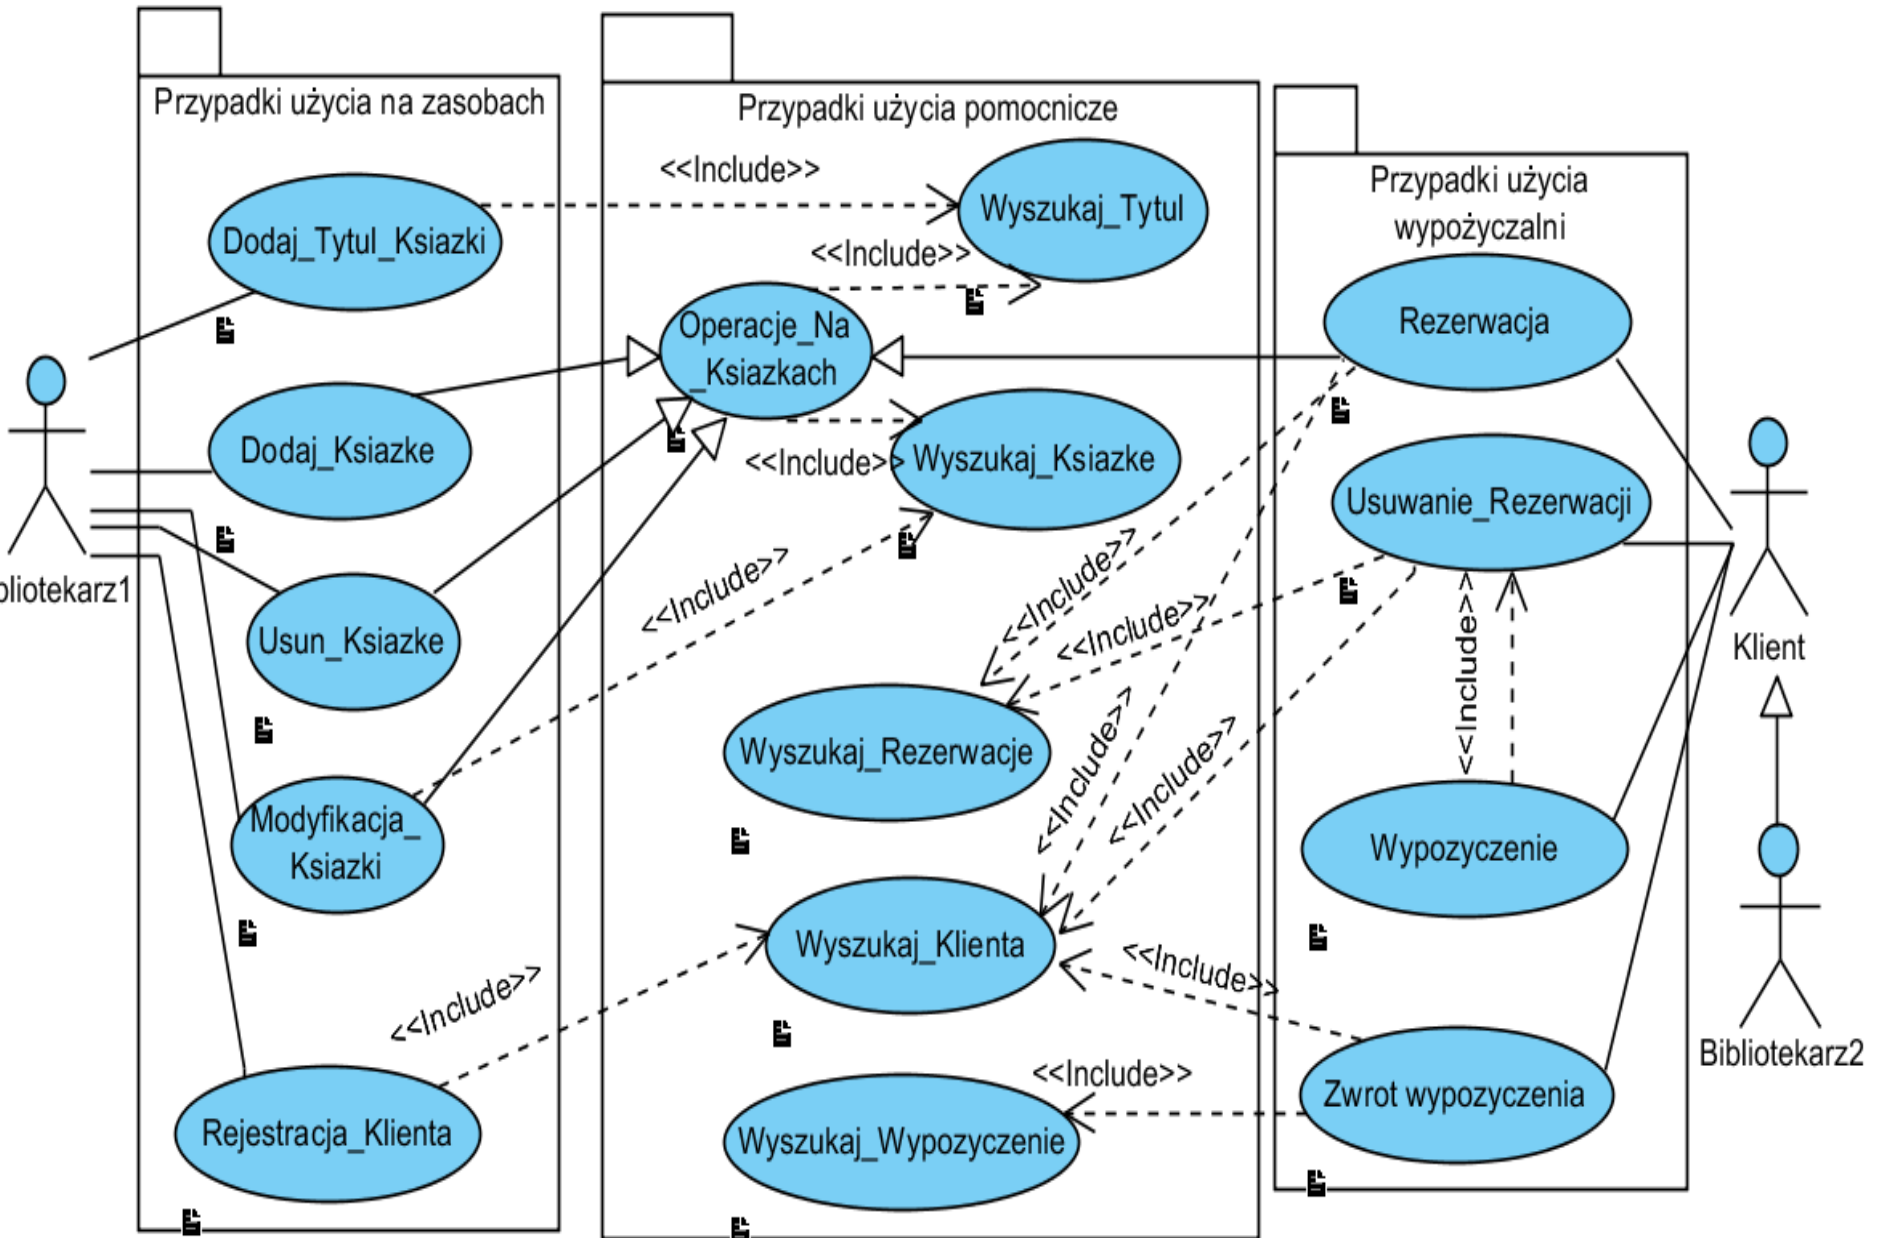 Przypadki użycia na zasobach
Dodaj_Tytul_Ksiazki
Dodaj_Ksiazke
Usun_Ksiazke
Modyfikacja_
Ksiazki
Rejestracja_Klienta
bliotekarz1
Przypadki użycia pomocnicze
<<Include>>
Wyszukaj_Tytul
<<Include>>
Operacje_Na
_Ksiazkach
<<Include>>
Wyszukaj_Ksiazke
<<Include>>
<<Include>>
<<Include>>
Wyszukaj_Rezerwacje
<<Include>>
<<Include>>
Wyszukaj_Klienta
<<Include>>
<<Include>>
<<Include>>
Wyszukaj_Wypozyczenie
Przypadki użycia
wypożyczalni
Rezerwacja
Usuwanie_Rezerwacji
<<Include>>
Wypozyczenie
Zwrot wypozyczenia
Klient
Bibliotekarz2